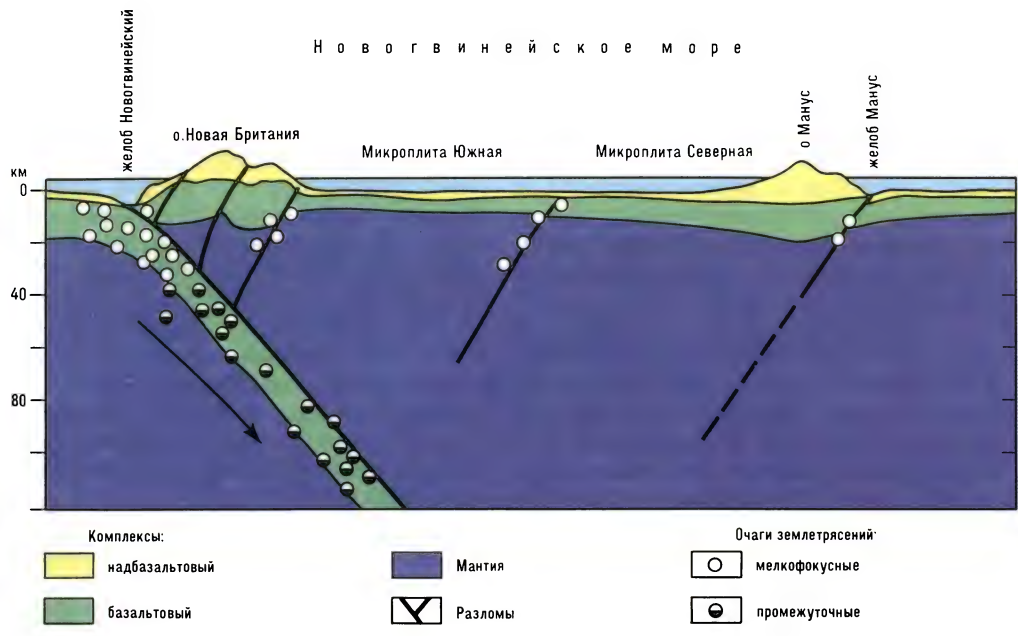 Новогвинейское море
желоб Новогвинейский
о.Новая Британия
Микроплита Южная
Микроплита Северная
о Манус
желоб Манус
км
0
40
80
Комплексы:
надбазальтовый
базальтовый
Мантия
Разломы
Очаги землетрясений:
мелкофокусные
промежуточные